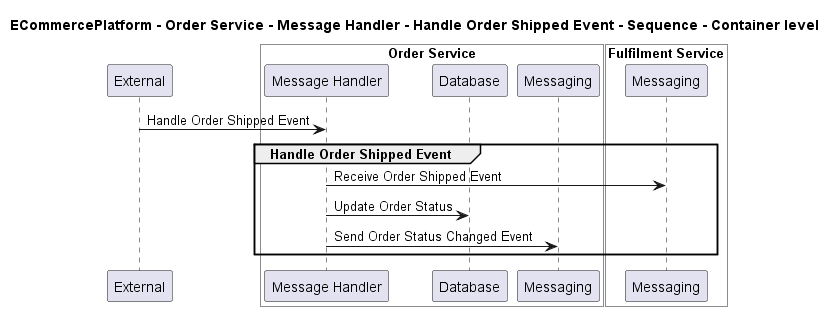 ECommercePlatform - Order Service - Message Handler - Handle Order Shipped Event - Sequence - Container level
Order Service
Fulfilment Service
External
Message Handler
Database
Messaging
Messaging
Handle Order Shipped Event
Handle Order Shipped Event
Receive Order Shipped Event
Update Order Status
Send Order Status Changed Event
External
Message Handler
Database
Messaging
Messaging